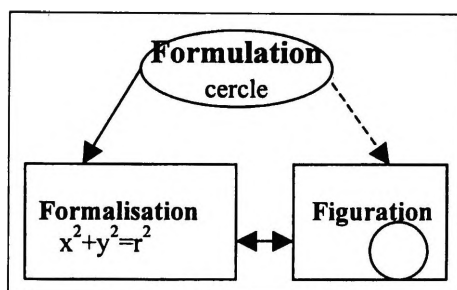 Formulation
cercle
Formalisation
x²+y²=r²
Figuration